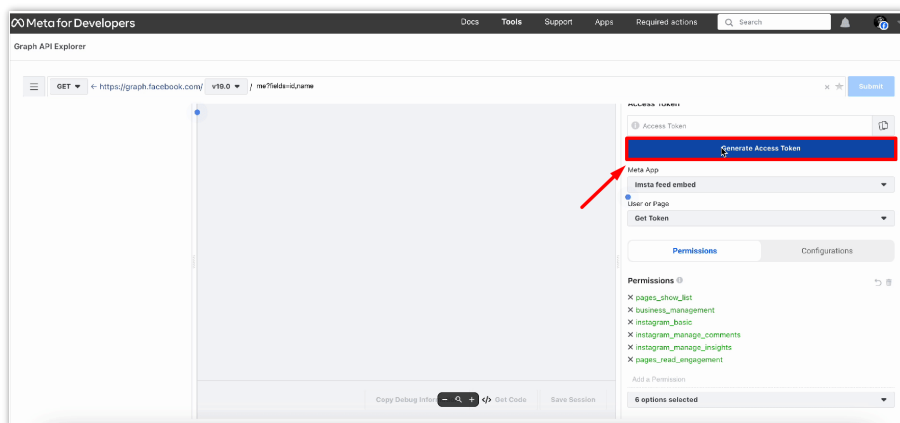 Meta for Developers Docs Tools Support Apps Required actions Search
Graph API Explorer
GET ← https://graph.facebook.com/ v19.0 / me?fields=id,name Submit
Access Token
Access Token
Generate Access Token
Meta App
Imsta feed embed
User or Page
Get Token
Permissions Configurations
Permissions
pages_show_list
business_management
instagram_basic
instagram_manage_comments
instagram_manage_insights
pages_read_engagement
Add a Permission
Copy Debug Infor </> Get Code Save Session 6 options selected